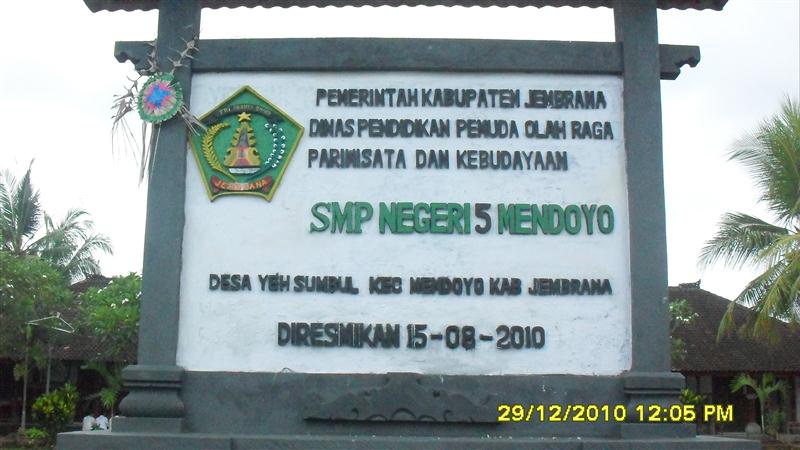 PEMERINTAH KABUPATEN JEMBRANA
DINAS PENDIDIKAN PEMUDA OLAH RAGA
PARIWISATA DAN KEBUDAYAAN
JEMBRANA
SMP NEGERI 5 MENDOYO
DESA YEH SUMBUL KEC MENDOYO KAB JEMBRANA
DIRESMIKAN 15-08-2010
29/12/2010 12:05 PM